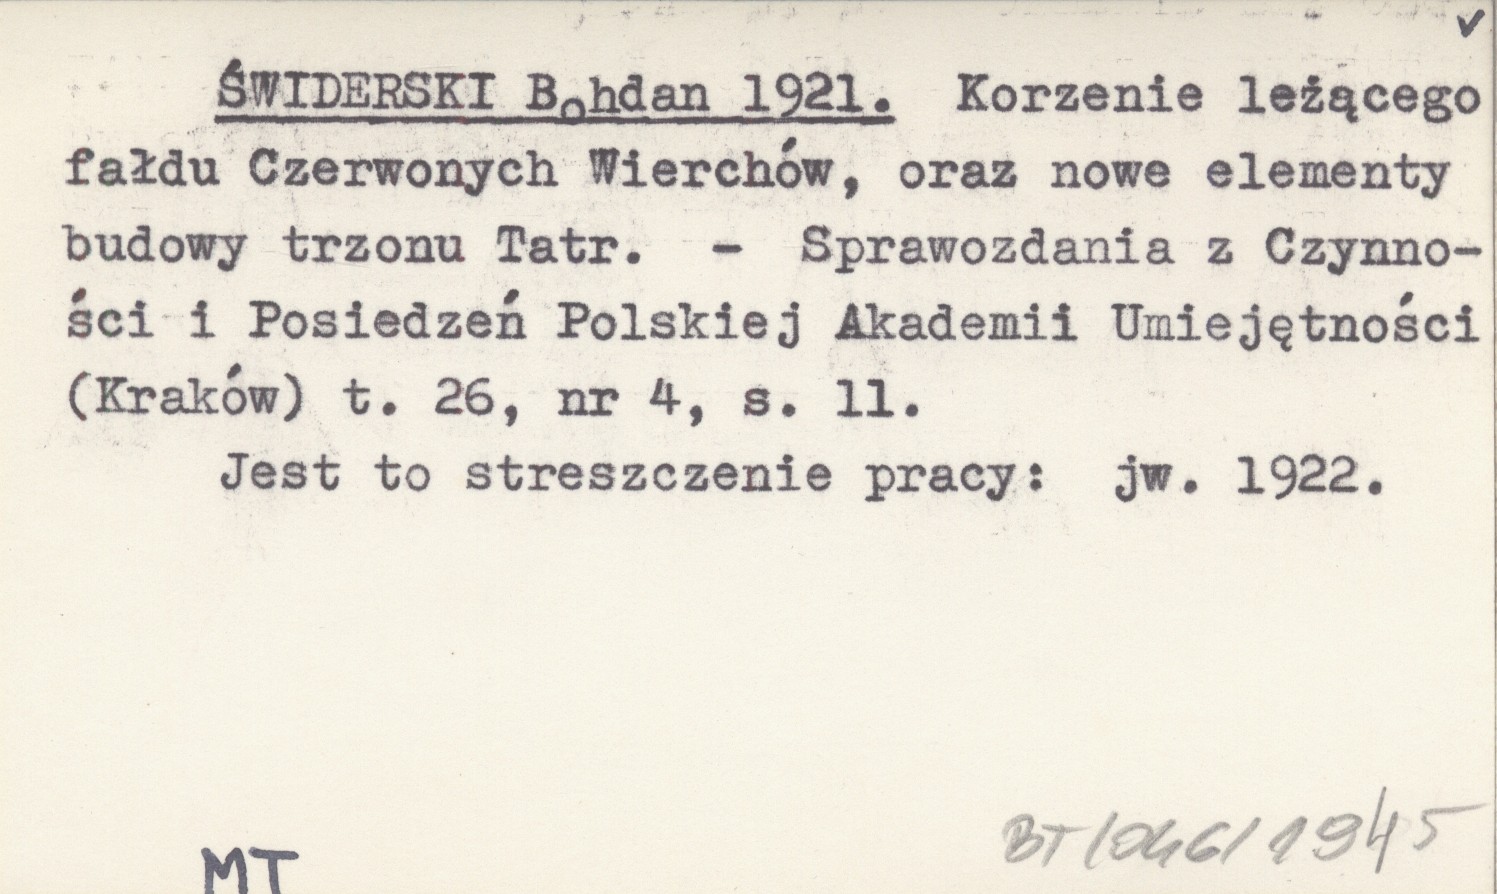 ✓
ŚWIDERSKI Bohdan 1921. Korzenie leżącego
fałdu Czerwonych Wierchów, oraz nowe elementy
budowy trzonu Tatr. - Sprawozdania z Czynno-
ści i Posiedzeń Polskiej Akademii Umiejętności
(Kraków) t. 26, nr 4, s. 11.
Jest to streszczenie pracy: jw. 1922.
BT/046/1945
MT